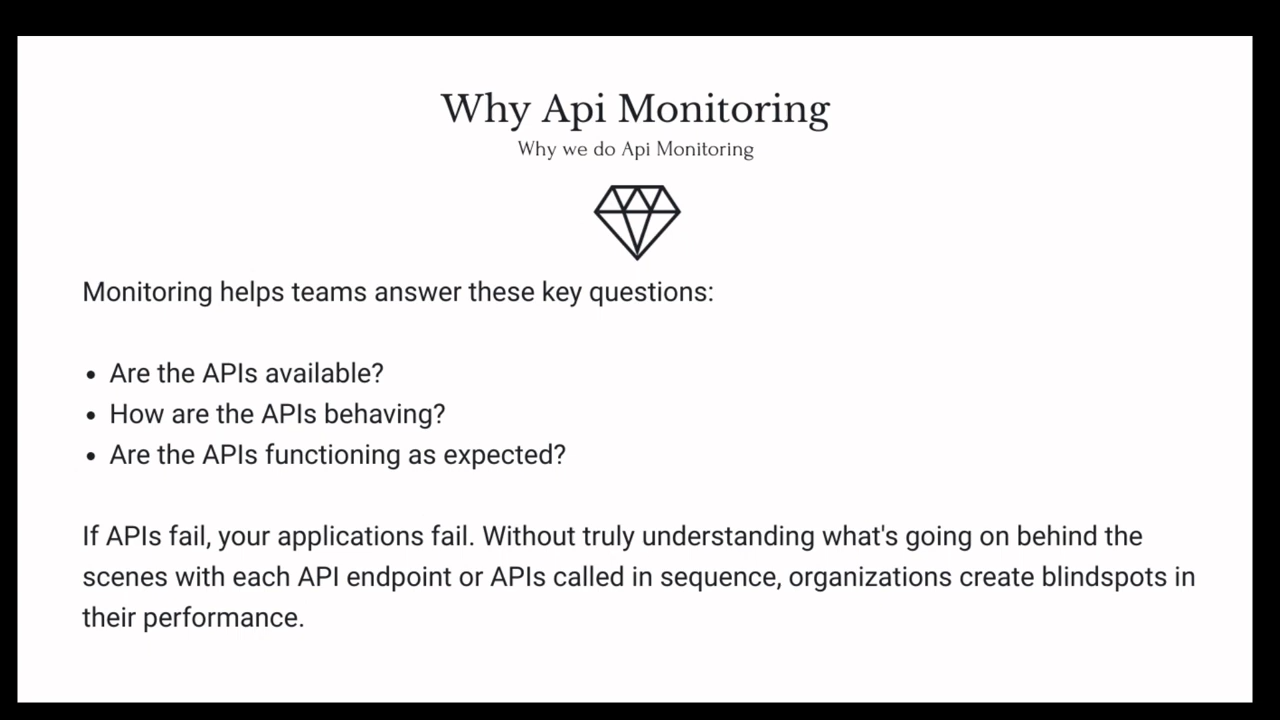 Why Api Monitoring
Why we do Api Monitoring
Monitoring helps teams answer these key questions:
• Are the APIs available?
• How are the APIs behaving?
• Are the APIs functioning as expected?
If APIs fail, your applications fail. Without truly understanding what's going on behind the
scenes with each API endpoint or APIs called in sequence, organizations create blindspots in
their performance.